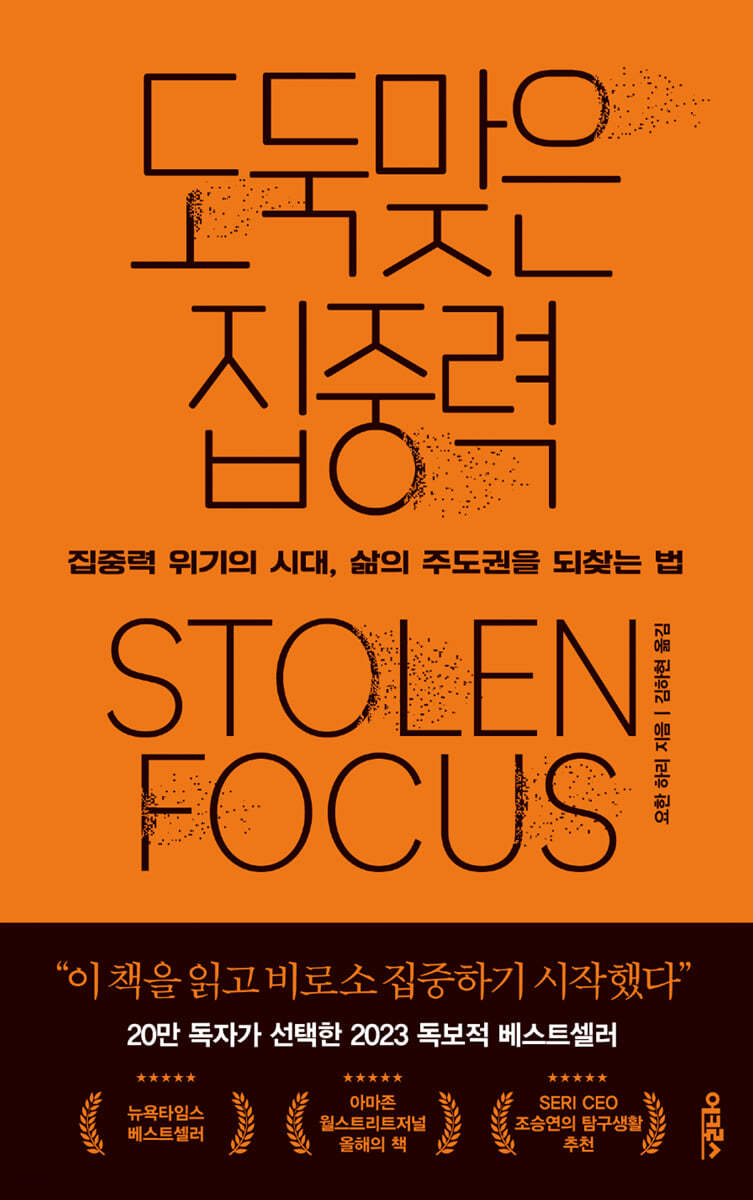 도둑맞은
집중력
집중력 위기의 시대, 삶의 주도권을 되찾는 법
STOLEN
FOCUS
요한 하리 지음 | 김하현 옮김
“이 책을 읽고 비로소 집중하기 시작했다”
20만 독자가 선택한 2023 독보적 베스트셀러
★★★★★
뉴욕타임스
베스트셀러
★★★★★
아마존
월스트리트저널
올해의 책
★★★★★
SERI CEO
조승연의 탐구생활
추천
어크로스